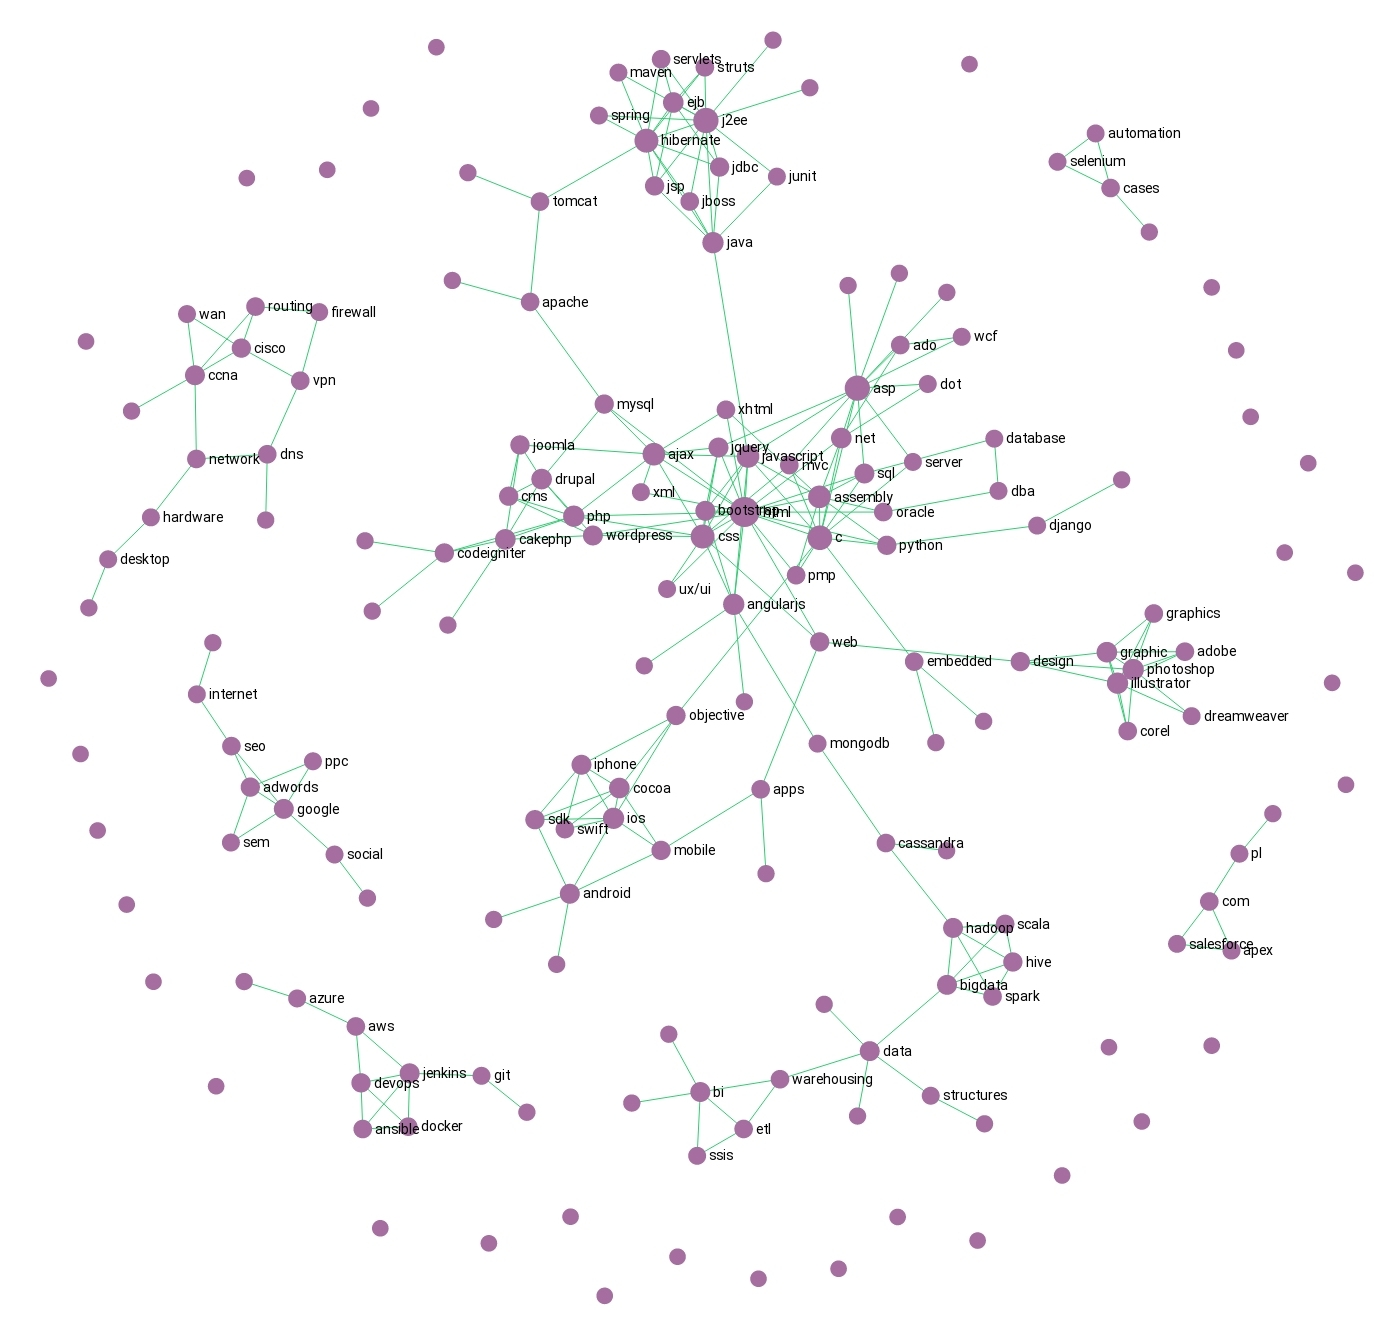 servlets
struts
maven
ejb
spring
j2ee
hibernate
automation
selenium
jdbc
junit
jsp
cases
jboss
tomcat
java
apache
routing
firewall
wan
wcf
ado
cisco
ccna
vpn
asp
dot
mysql
xhtml
net
database
joomla
jquery
ajax
javascript
mvc
dns
network
server
sql
drupal
xml
dba
cms
assembly
bootstrap
html
oracle
php
hardware
django
wordpress
css
c
cakephp
python
codeigniter
desktop
pmp
ux/ui
angularjs
graphics
web
graphic
adobe
embedded
design
photoshop
illustrator
internet
objective
dreamweaver
corel
mongodb
seo
ppc
iphone
adwords
cocoa
apps
google
sdk
ios
swift
sem
cassandra
mobile
social
pl
android
com
scala
hadoop
salesforce
apex
hive
bigdata
spark
azure
aws
data
jenkins
git
devops
warehousing
bi
structures
docker
ansible
etl
ssis